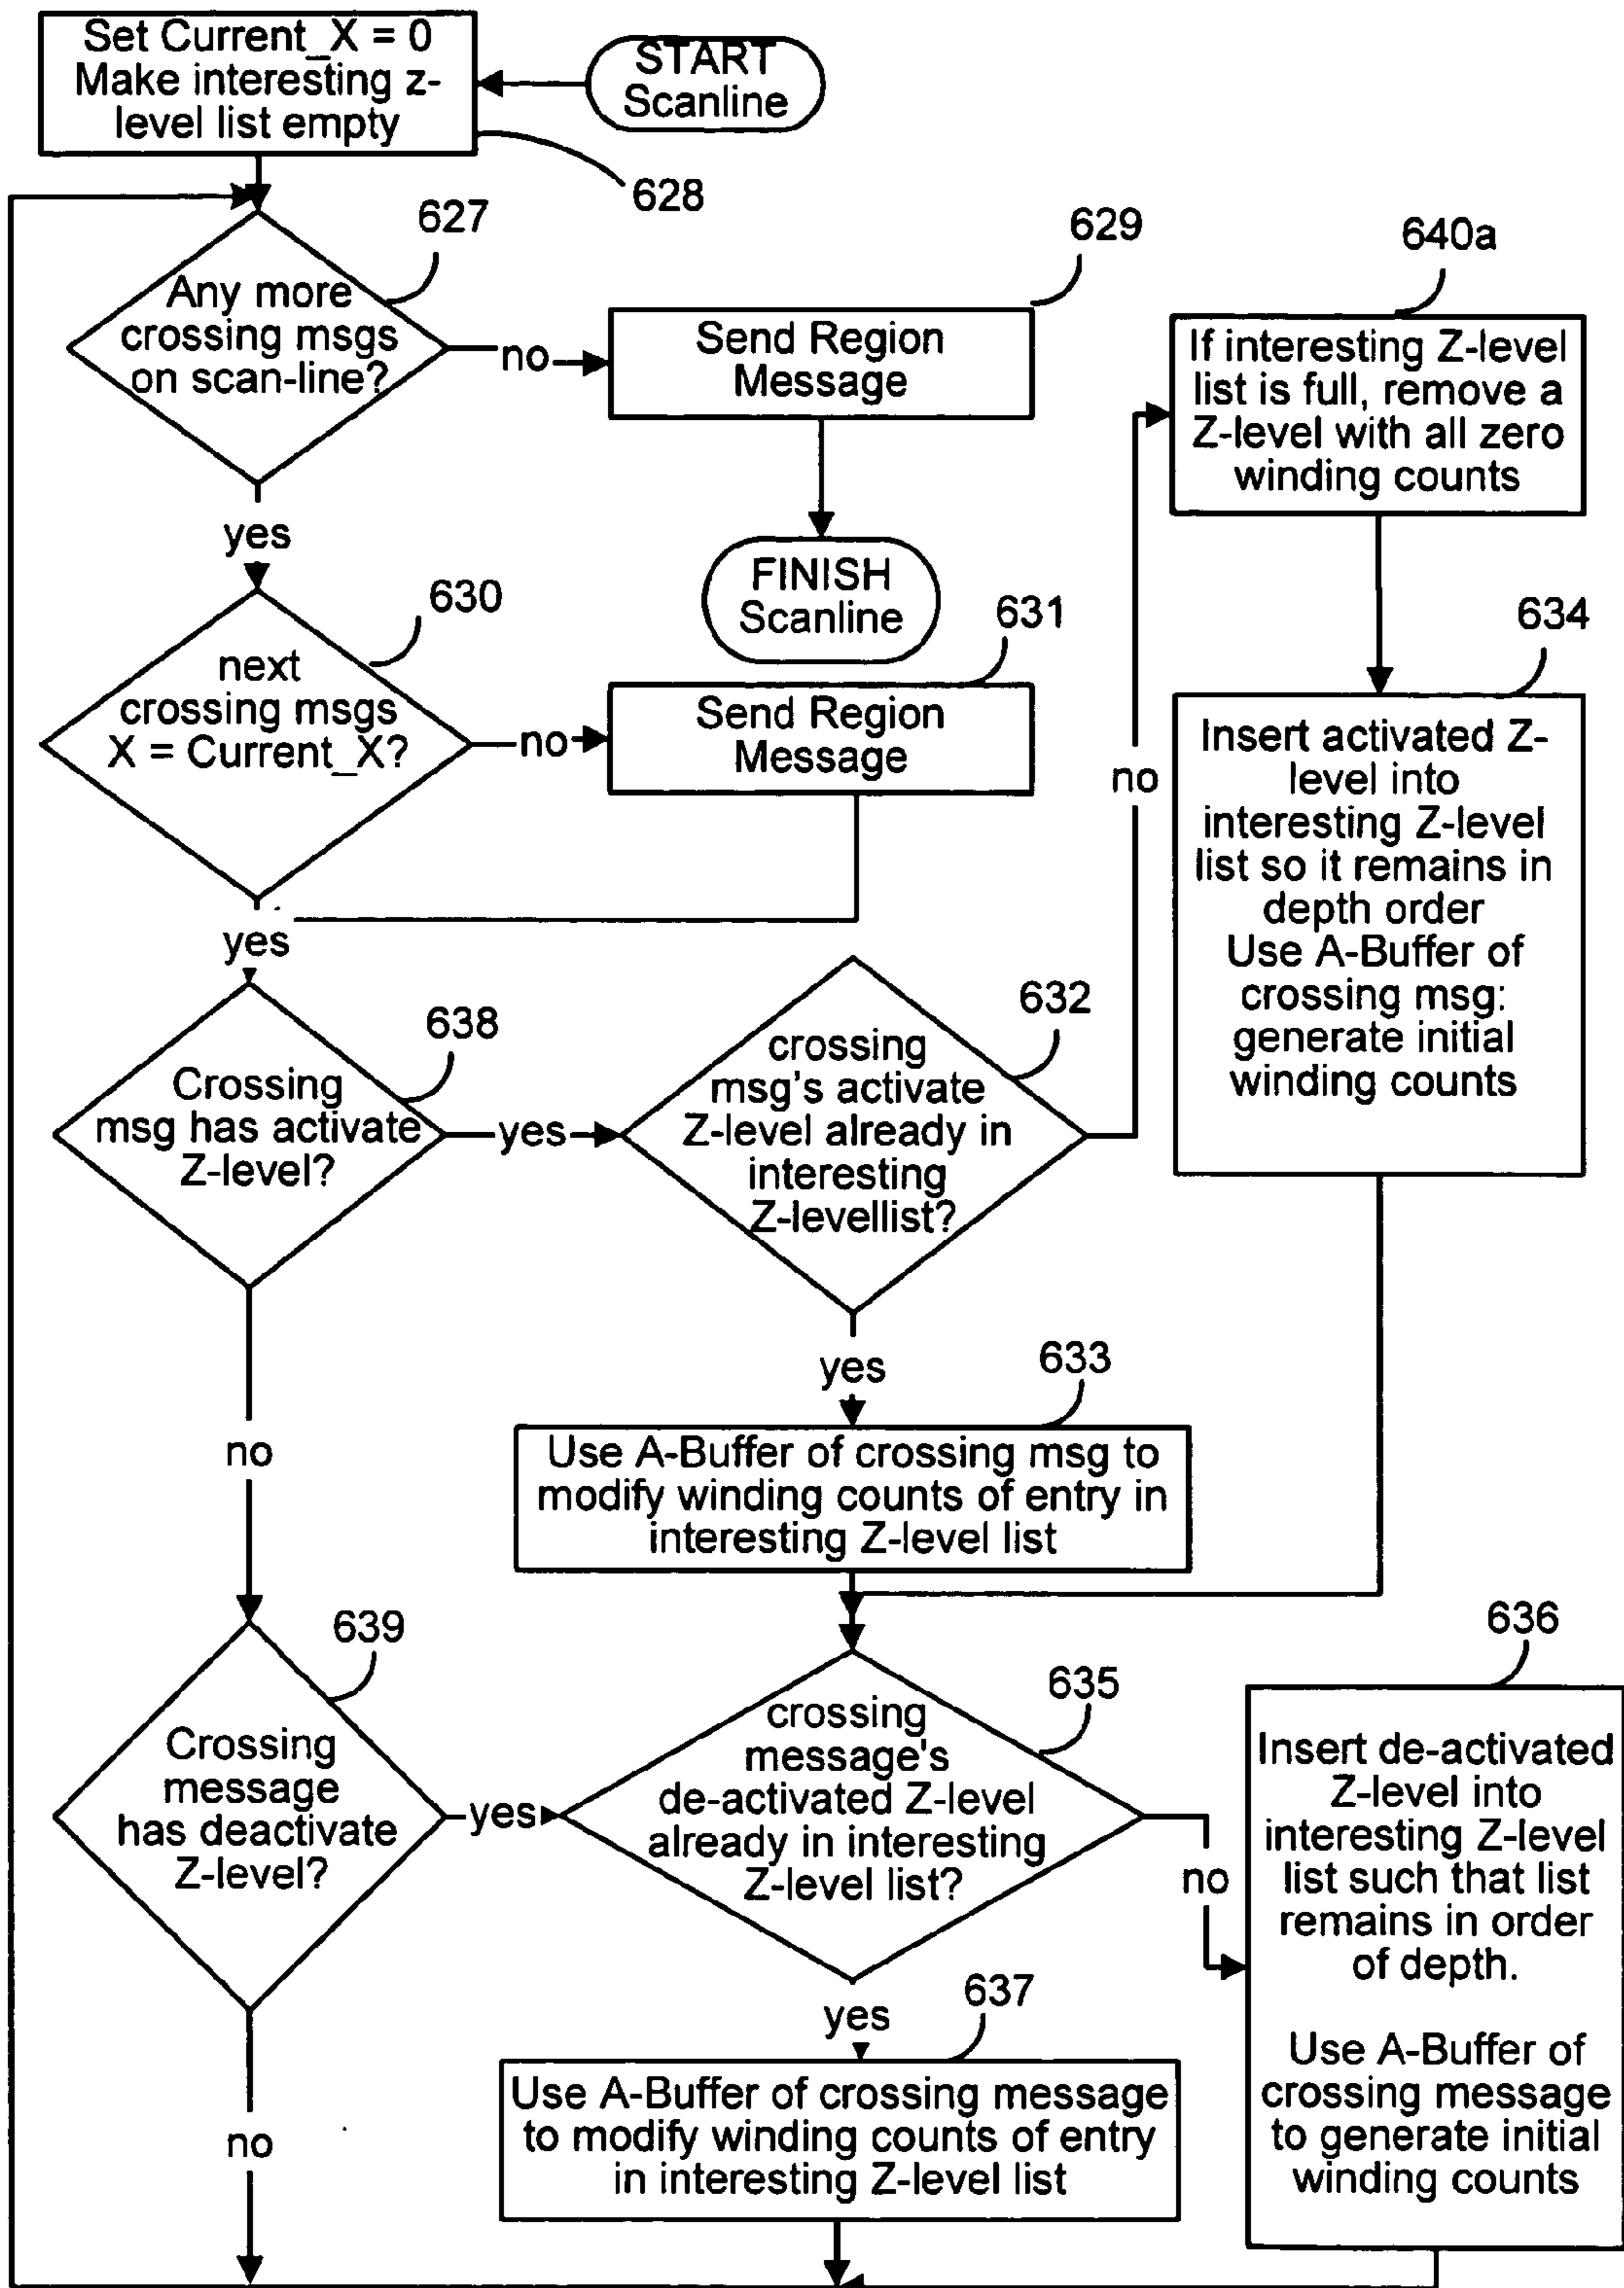 Set Current_X = 0
Make interesting z-
level list empty
START
Scanline
628
627
Any more
crossing msgs
on scan-line?
no
629
Send Region
Message
FINISH
Scanline
yes
630
next
crossing msgs
X = Current_X?
no
631
Send Region
Message
yes
638
Crossing
msg has activate
Z-level?
yes
632
crossing
msg's activate
Z-level already in
interesting
Z-levellist?
no
640a
If interesting Z-level
list is full, remove a
Z-level with all zero
winding counts
634
Insert activated Z-
level into
interesting Z-level
list so it remains in
depth order
Use A-Buffer of
crossing msg:
generate initial
winding counts
yes
633
Use A-Buffer of crossing msg to
modify winding counts of entry in
interesting Z-level list
no
639
Crossing
message
has deactivate
Z-level?
yes
635
crossing
message's
de-activated Z-level
already in interesting
Z-level list?
no
636
Insert de-activated
Z-level into
interesting Z-level
list such that list
remains in order
of depth.
Use A-Buffer of
crossing message
to generate initial
winding counts
yes
637
Use A-Buffer of crossing message
to modify winding counts of entry
in interesting Z-level list
no